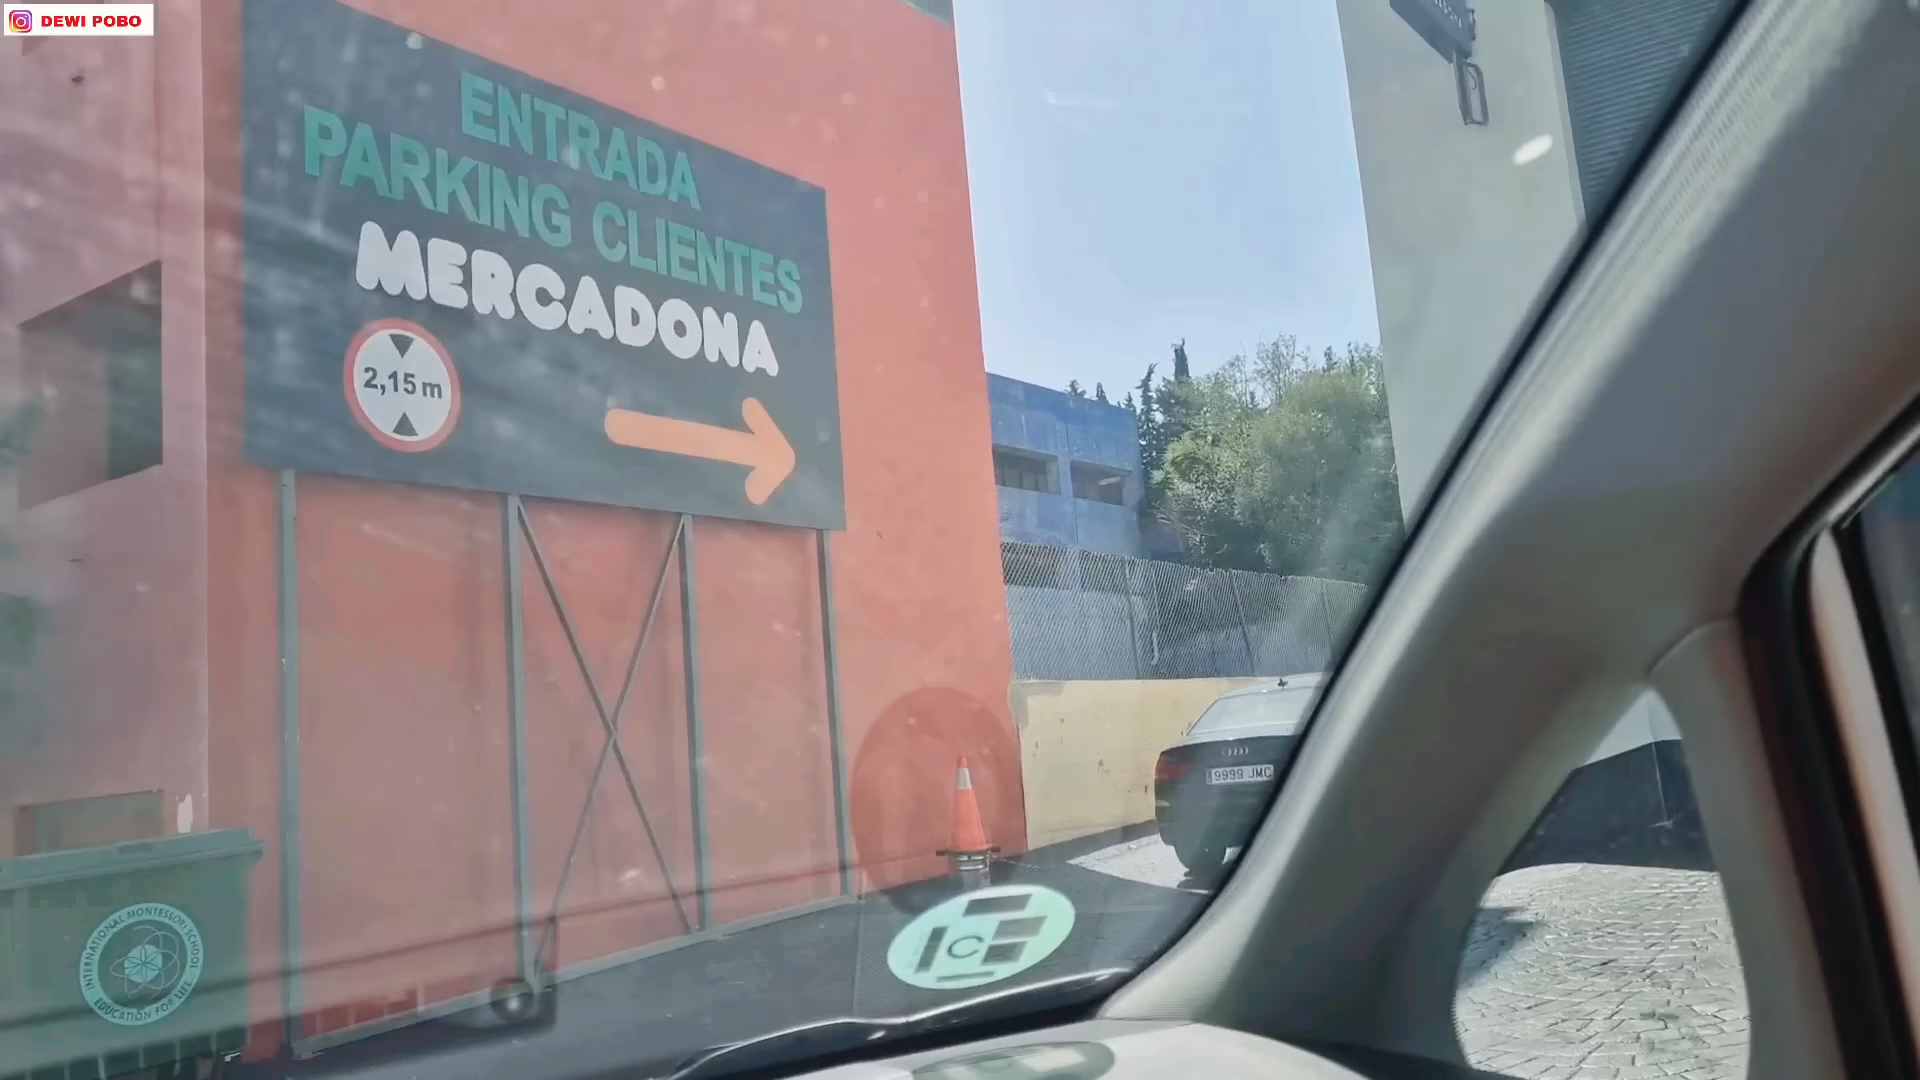 DEWI POBO
ENTRADA
PARKING CLIENTES
MERCADONA
2,15 m
9999 JMC
INTERNATIONAL MONTESSORI SCHOOL
EDUCATION FOR LIFE
C